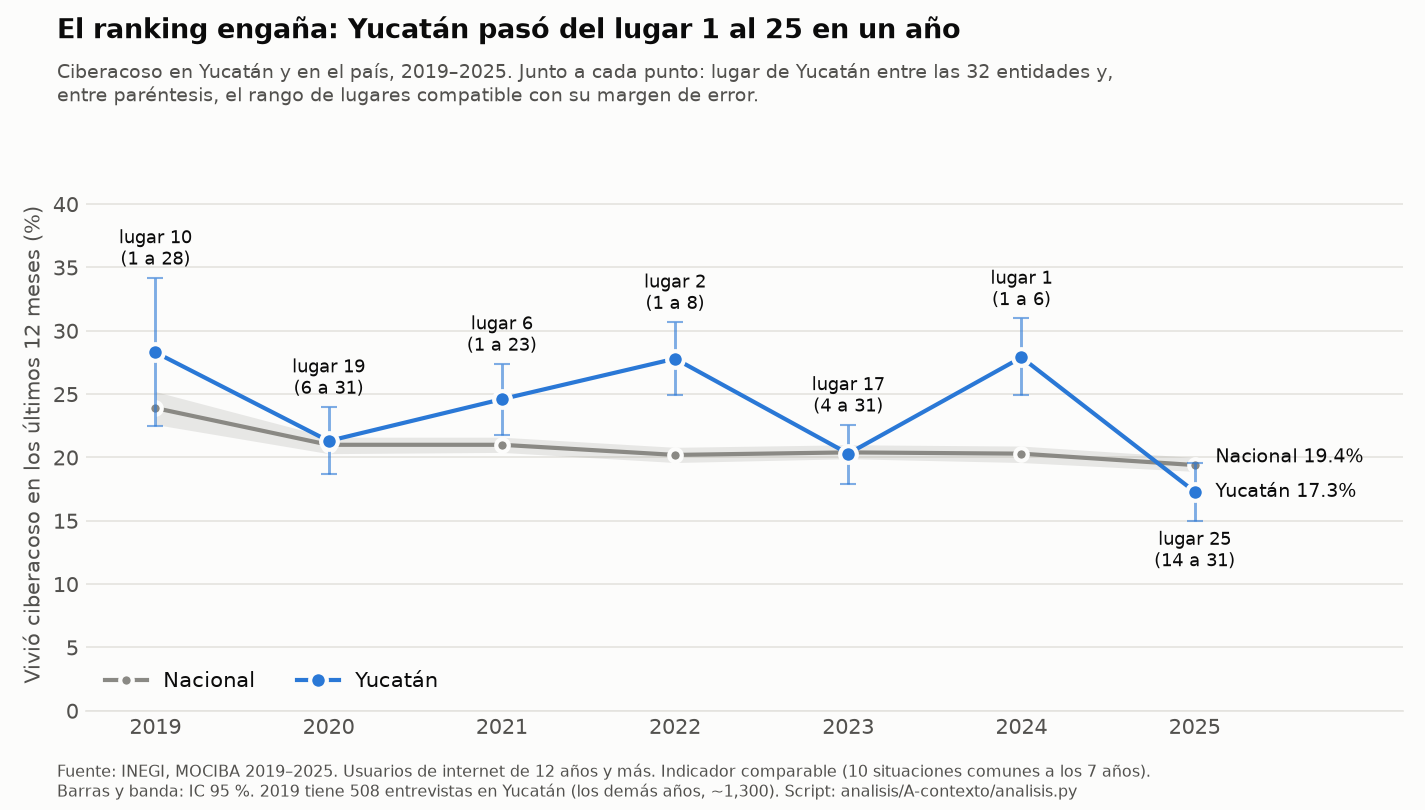 El ranking engaña: Yucatán pasó del lugar 1 al 25 en un año
Ciberacoso en Yucatán y en el país, 2019–2025. Junto a cada punto: lugar de Yucatán entre las 32 entidades y,
entre paréntesis, el rango de lugares compatible con su margen de error.
Vivió ciberacoso en los últimos 12 meses (%)
40
35
30
25
20
15
10
5
0
lugar 10
(1 a 28)
lugar 19
(6 a 31)
lugar 6
(1 a 23)
lugar 2
(1 a 8)
lugar 17
(4 a 31)
lugar 1
(1 a 6)
Nacional 19.4%
Yucatán 17.3%
lugar 25
(14 a 31)
Nacional
Yucatán
2019
2020
2021
2022
2023
2024
2025
Fuente: INEGI, MOCIBA 2019–2025. Usuarios de internet de 12 años y más. Indicador comparable (10 situaciones comunes a los 7 años).
Barras y banda: IC 95 %. 2019 tiene 508 entrevistas en Yucatán (los demás años, ~1,300). Script: analisis/A-contexto/analisis.py